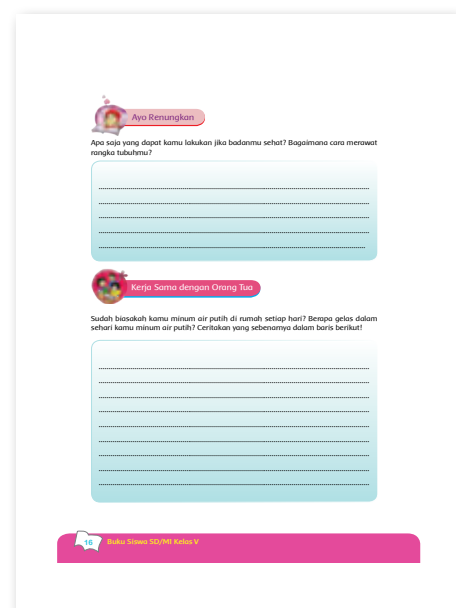 Ayo Renungkan
Apa saja yang dapat kamu lakukan jika badanmu sehat? Bagaimana cara merawat
rangka tubuhmu?
Kerja Sama dengan Orang Tua
Sudah biasakah kamu minum air putih di rumah setiap hari? Berapa gelas dalam
sehari kamu minum air putih? Ceritakan yang sebenarnya dalam baris berikut!
16
Buku Siswa SD/MI Kelas V